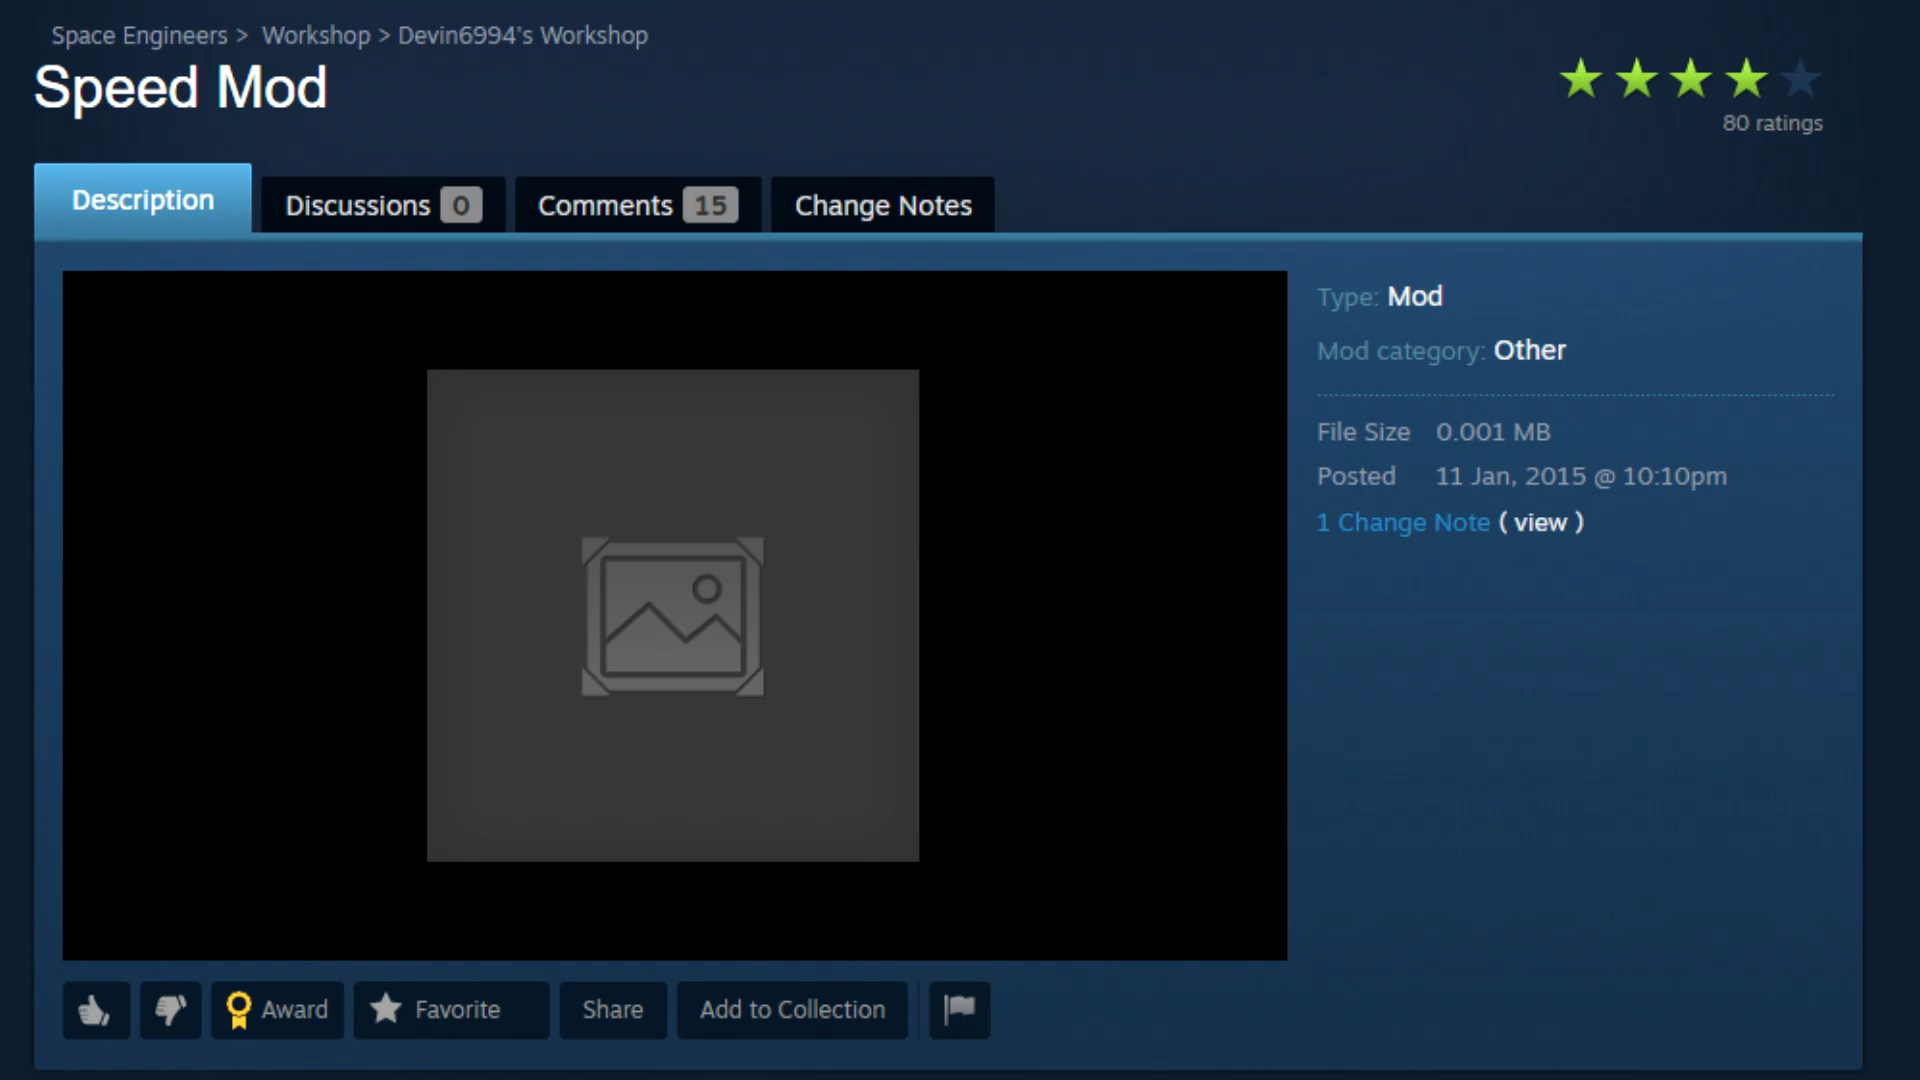 Space Engineers > Workshop > Devin6994's Workshop
Speed Mod
80 ratings
Description
Discussions 0
Comments 15
Change Notes
Type: Mod
Mod category: Other
File Size 0.001 MB
Posted 11 Jan, 2015 @ 10:10pm
1 Change Note ( view )
Award
Favorite
Share
Add to Collection